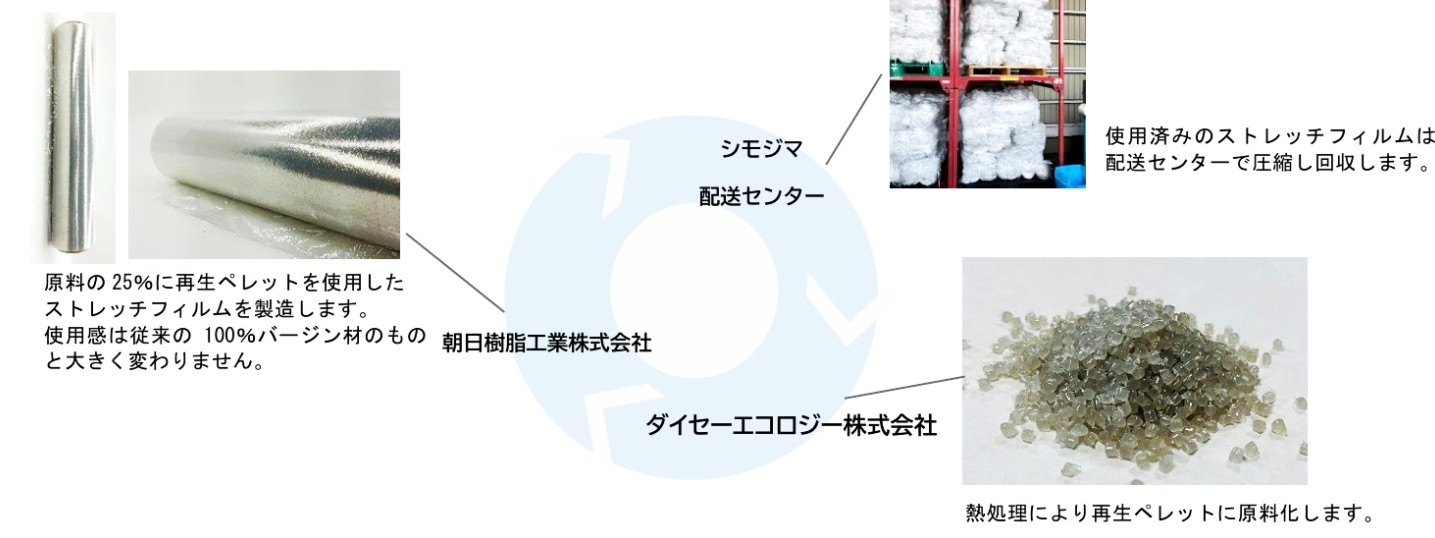 シモジマ
配送センター
使用済みのストレッチフィルムは
配送センターで圧縮し回収します。
原料の25%に再生ペレットを使用した
ストレッチフィルムを製造します。
使用感は従来の 100%バージン材のもの
と大きく変わりません。
朝日樹脂工業株式会社
ダイセーエコロジー株式会社
熱処理により再生ペレットに原料化します。